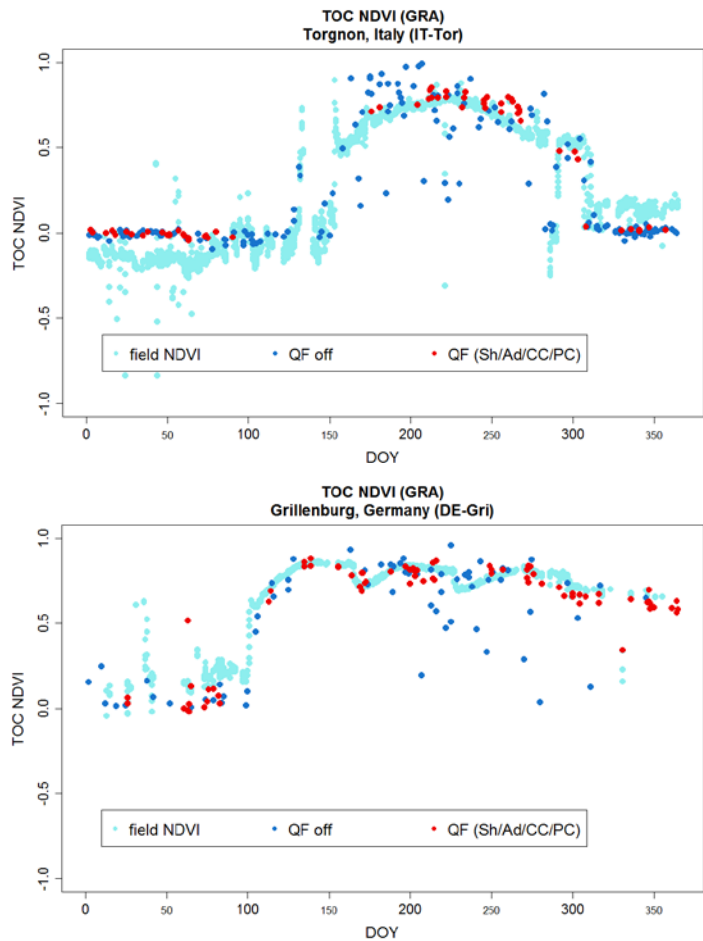 TOC NDVI (GRA)
Torgnon, Italy (IT-Tor)
1.0
0.5
0.0
-0.5
-1.0
TOC NDVI
field NDVI QF off QF (Sh/Ad/CC/PC)
0 50 100 150 200 250 300 350
DOY
TOC NDVI (GRA)
Grillenburg, Germany (DE-Gri)
1.0
0.5
0.0
-0.5
-1.0
TOC NDVI
field NDVI QF off QF (Sh/Ad/CC/PC)
0 50 100 150 200 250 300 350
DOY